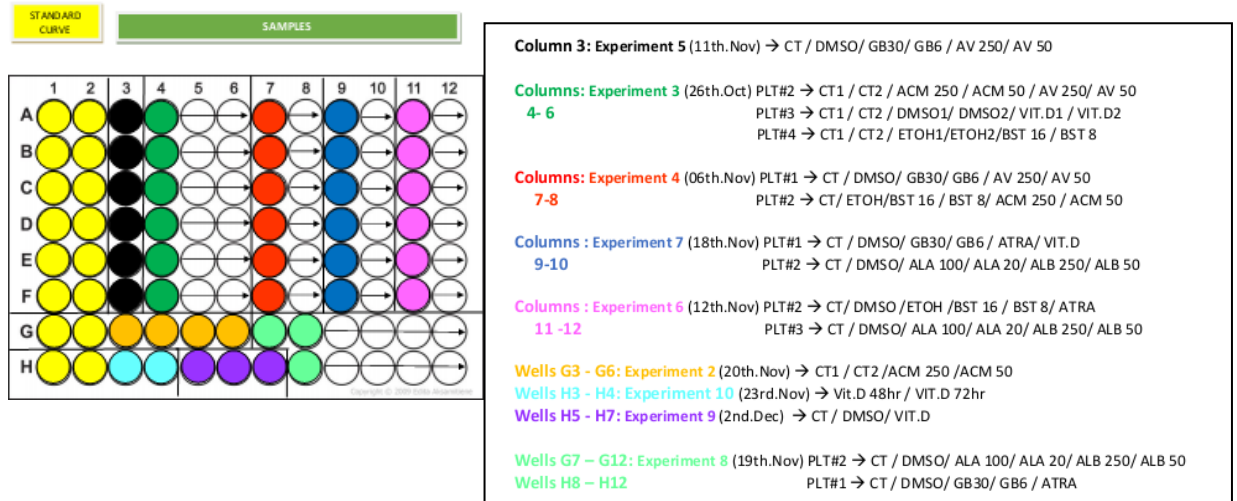 STANDARD
CURVE
SAMPLES
1 2 3 4 5 6 7 8 9 10 11 12
A
B
C
D
E
F
G
H
Column 3: Experiment 5 (11th.Nov) → CT / DMSO/ GB30/ GB6 / AV 250/ AV 50
Columns: Experiment 3 (26th.Oct) PLT#2 → CT1 / CT2 / ACM 250 / ACM 50 / AV 250/ AV 50
4- 6 PLT#3 → CT1 / CT2 / DMSO1/ DMSO2/ VIT.D1 / VIT.D2
PLT#4 → CT1 / CT2 / ETOH1/ETOH2/BST 16 / BST 8
Columns: Experiment 4 (06th.Nov) PLT#1 → CT / DMSO/ GB30/ GB6 / AV 250/ AV 50
7-8 PLT#2 → CT/ ETOH/BST 16 / BST 8/ ACM 250 / ACM 50
Columns : Experiment 7 (18th.Nov) PLT#1 → CT / DMSO/ GB30/ GB6 / ATRA/ VIT.D
9-10 PLT#2 → CT / DMSO/ ALA 100/ ALA 20/ ALB 250/ ALB 50
Columns : Experiment 6 (12th.Nov) PLT#2 → CT/ DMSO /ETOH /BST 16 / BST 8/ ATRA
11 -12 PLT#3 → CT / DMSO/ ALA 100/ ALA 20/ ALB 250/ ALB 50
Wells G3 - G6: Experiment 2 (20th.Nov) → CT1 / CT2 /ACM 250 /ACM 50
Wells H3 - H4: Experiment 10 (23rd.Nov) → Vit.D 48hr / VIT.D 72hr
Wells H5 - H7: Experiment 9 (2nd.Dec) → CT / DMSO/ VIT.D
Wells G7 – G12: Experiment 8 (19th.Nov) PLT#2 → CT / DMSO/ ALA 100/ ALA 20/ ALB 250/ ALB 50
Wells H8 – H12 PLT#1 → CT / DMSO/ GB30/ GB6 / ATRA
Copyright © 2009 Edita